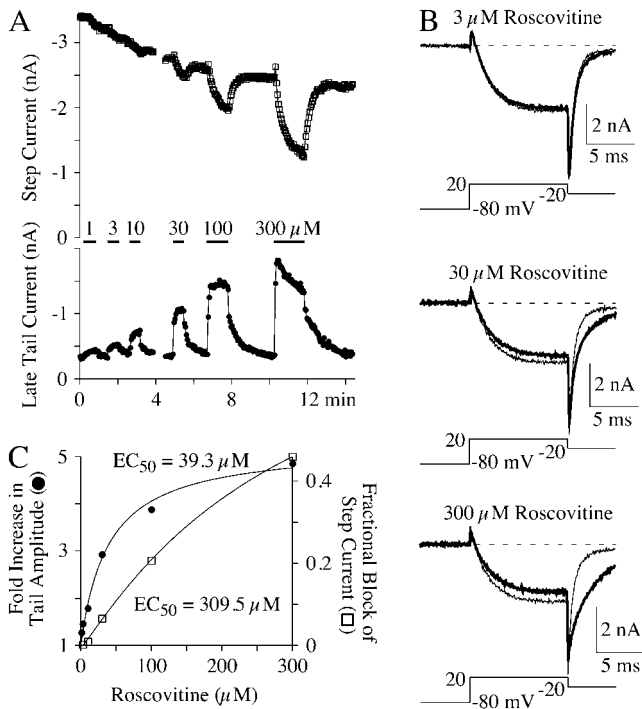 A
Step Current (nA)
-3
-2
-1
0
1 3 10 30 100 300 µM
Late Tail Current (nA)
-1
0
0 4 8 12 min
B
3 µM Roscovitine
2 nA
5 ms
20
-80 mV
-20
30 µM Roscovitine
2 nA
5 ms
20
-80 mV
-20
300 µM Roscovitine
2 nA
5 ms
20
-80 mV
-20
C
Fold Increase in
Tail Amplitude (●)
5
3
1
EC50 = 39.3 µM
EC50 = 309.5 µM
0.4
0.2
0
Fractional Block of
Step Current (□)
0 100 200 300
Roscovitine (µM)